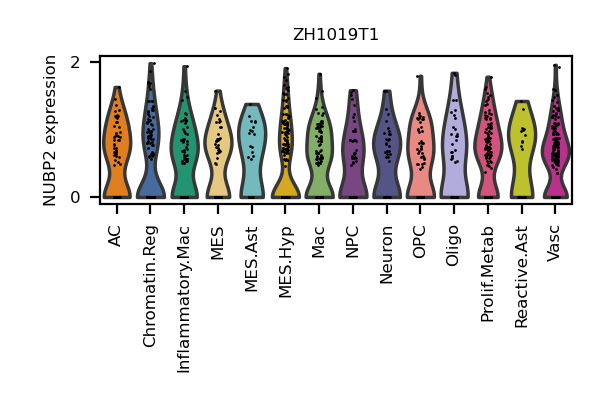 ZH1019T1
NUBP2 expression
2
0
AC
Chromatin.Reg
Inflammatory.Mac
MES
MES.Ast
MES.Hyp
Mac
NPC
Neuron
OPC
Oligo
Prolif.Metab
Reactive.Ast
Vasc